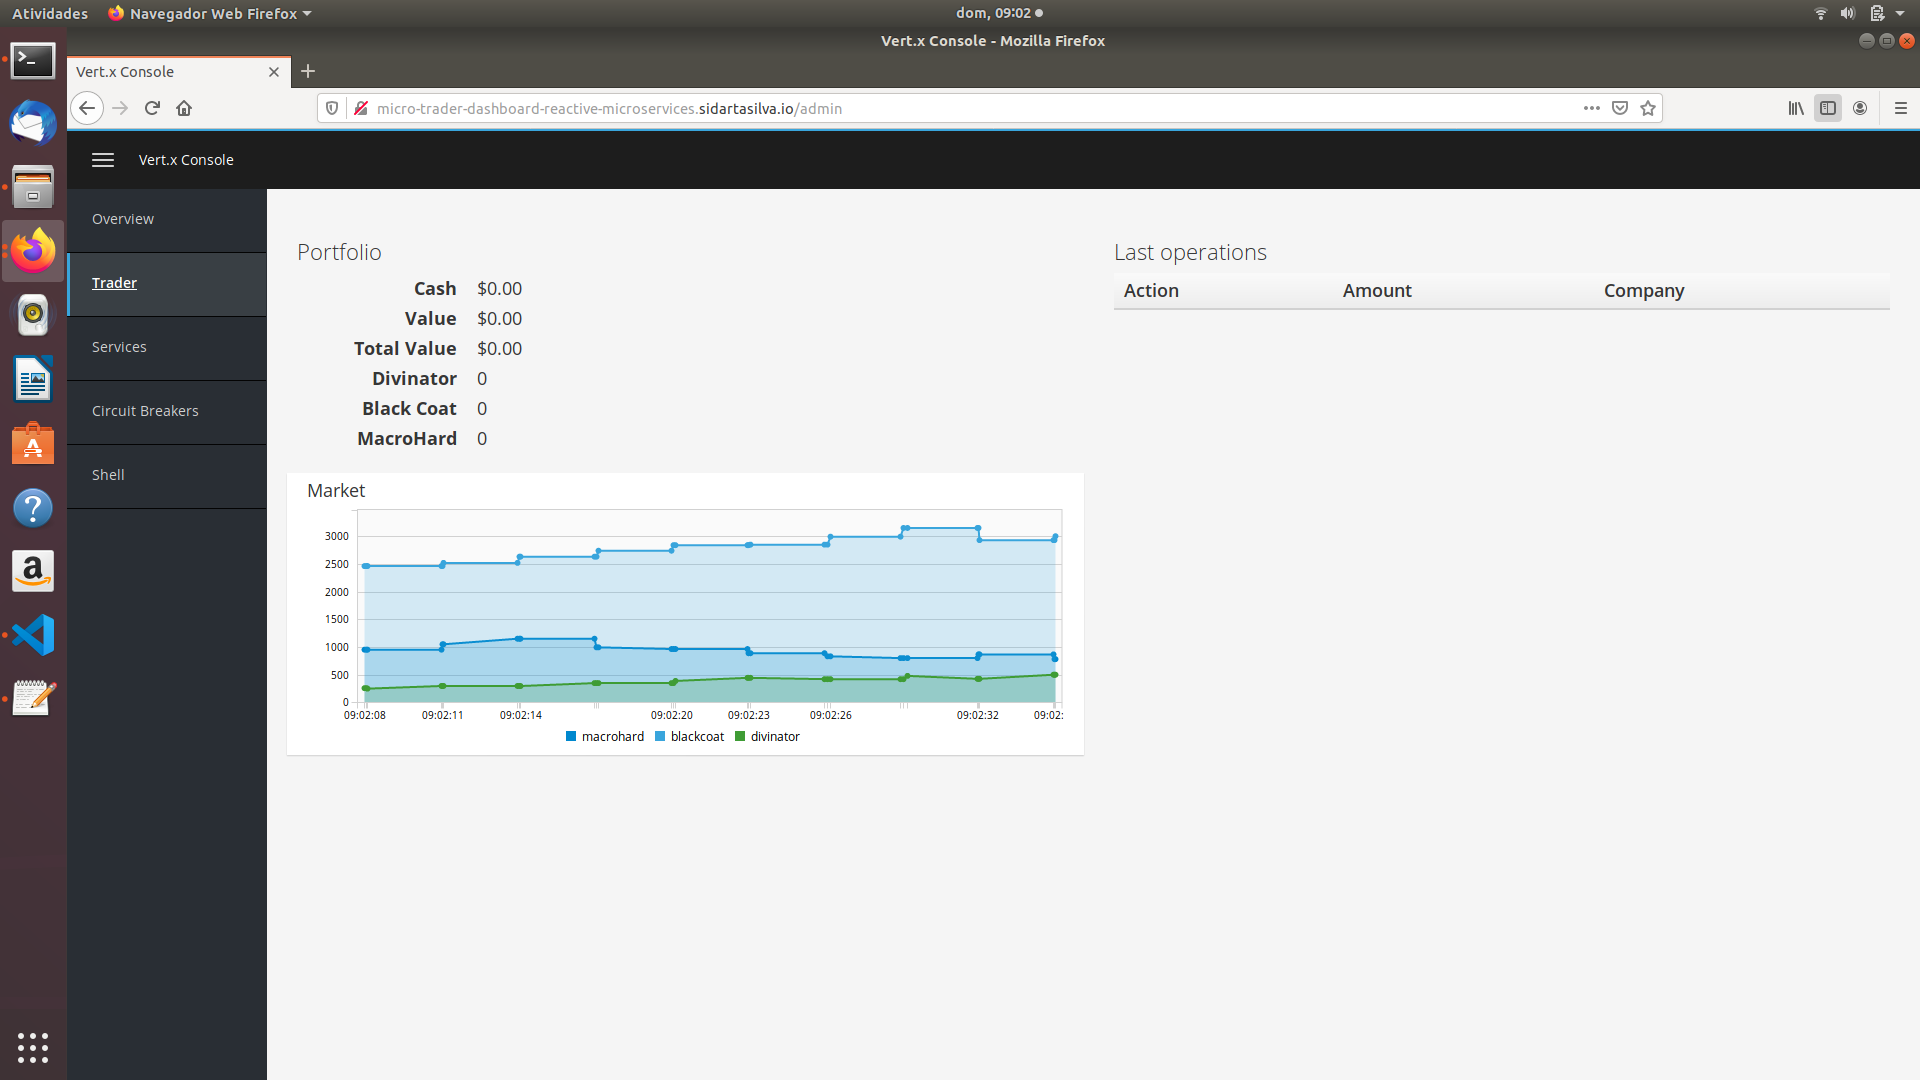 Atividades Navegador Web Firefox dom, 09:02
Vert.x Console - Mozilla Firefox
Vert.x Console
micro-trader-dashboard-reactive-microservices.sidartasilva.io/admin
Vert.x Console
Overview
Trader
Services
Circuit Breakers
Shell
Portfolio
Cash $0.00
Value $0.00
Total Value $0.00
Divinator 0
Black Coat 0
MacroHard 0
Last operations
Action Amount Company
Market
3000
2500
2000
1500
1000
500
0
09:02:08 09:02:11 09:02:14 09:02:20 09:02:23 09:02:26 09:02:32 09:02:
macrohard blackcoat divinator